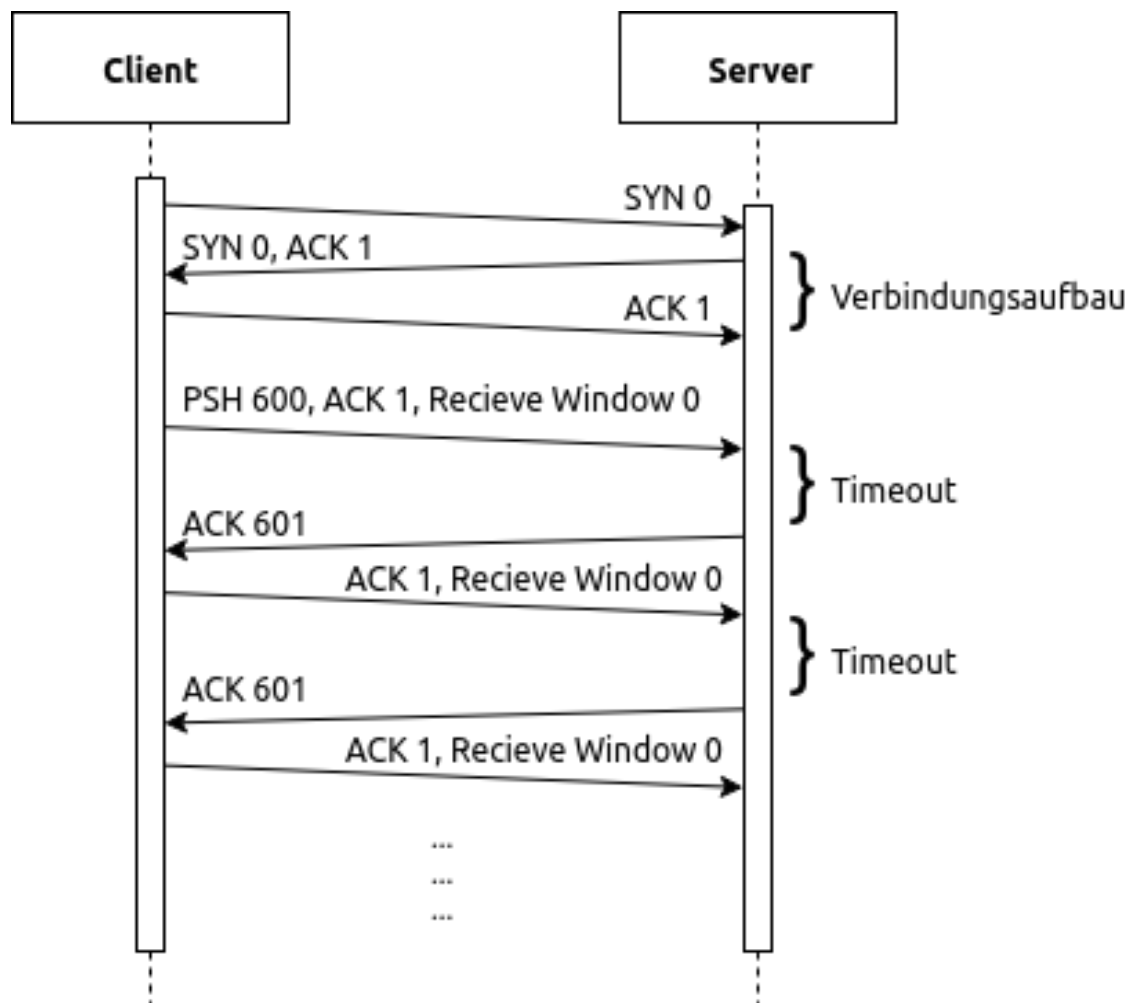 Client
Server
SYN 0
SYN 0, ACK 1
Verbindungsaufbau
ACK 1
PSH 600, ACK 1, Recieve Window 0
Timeout
ACK 601
ACK 1, Recieve Window 0
Timeout
ACK 601
ACK 1, Recieve Window 0
...
...
...